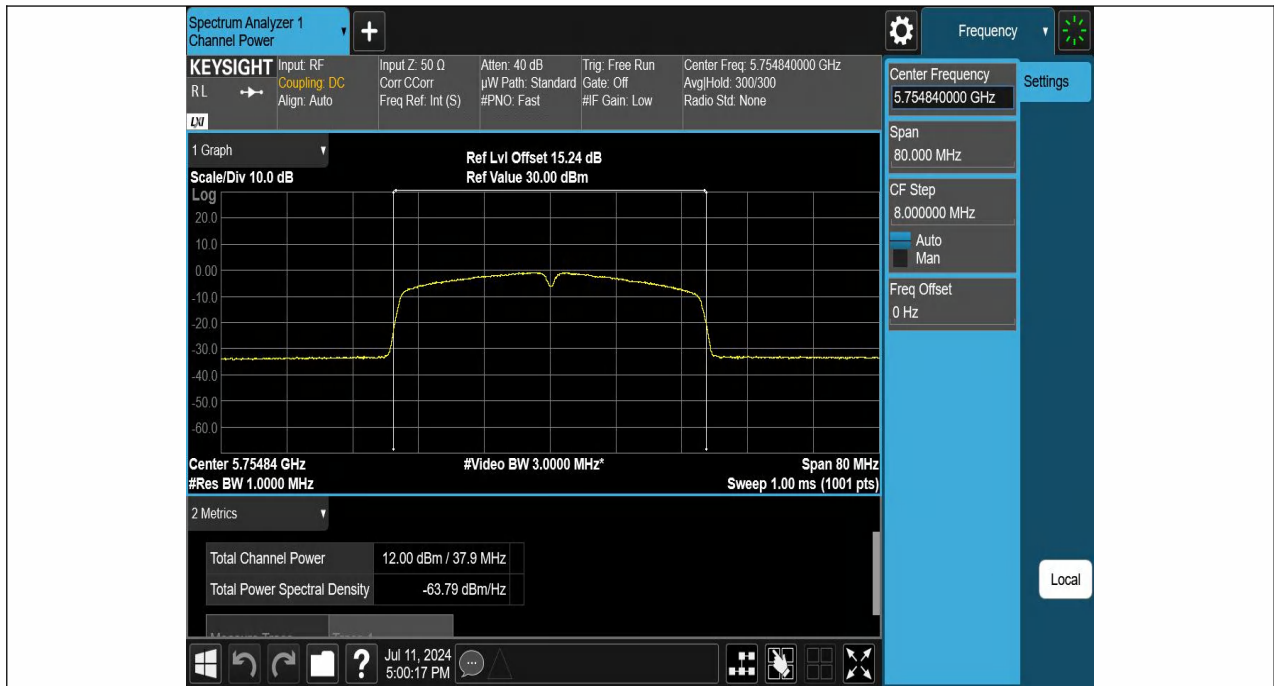 Spectrum Analyzer 1
Channel Power
Frequency
KEYSIGHT
RL
LXI
Input: RF
Coupling: DC
Align: Auto
Input Z: 50 Ω
Corr CCorr
Freq Ref: Int (S)
Atten: 40 dB
µW Path: Standard
#PNO: Fast
Trig: Free Run
Gate: Off
#IF Gain: Low
Center Freq: 5.754840000 GHz
Avg|Hold: 300/300
Radio Std: None
Center Frequency
5.754840000 GHz
Settings
Span
80.000 MHz
CF Step
8.000000 MHz
Auto
Man
Freq Offset
0 Hz
1 Graph
Scale/Div 10.0 dB
Ref Lvl Offset 15.24 dB
Ref Value 30.00 dBm
Log
20.0
10.0
0.00
-10.0
-20.0
-30.0
-40.0
-50.0
-60.0
Center 5.75484 GHz
#Video BW 3.0000 MHz*
Span 80 MHz
#Res BW 1.0000 MHz
Sweep 1.00 ms (1001 pts)
2 Metrics
Total Channel Power
12.00 dBm / 37.9 MHz
Total Power Spectral Density
-63.79 dBm/Hz
Local
?
Jul 11, 2024
5:00:17 PM